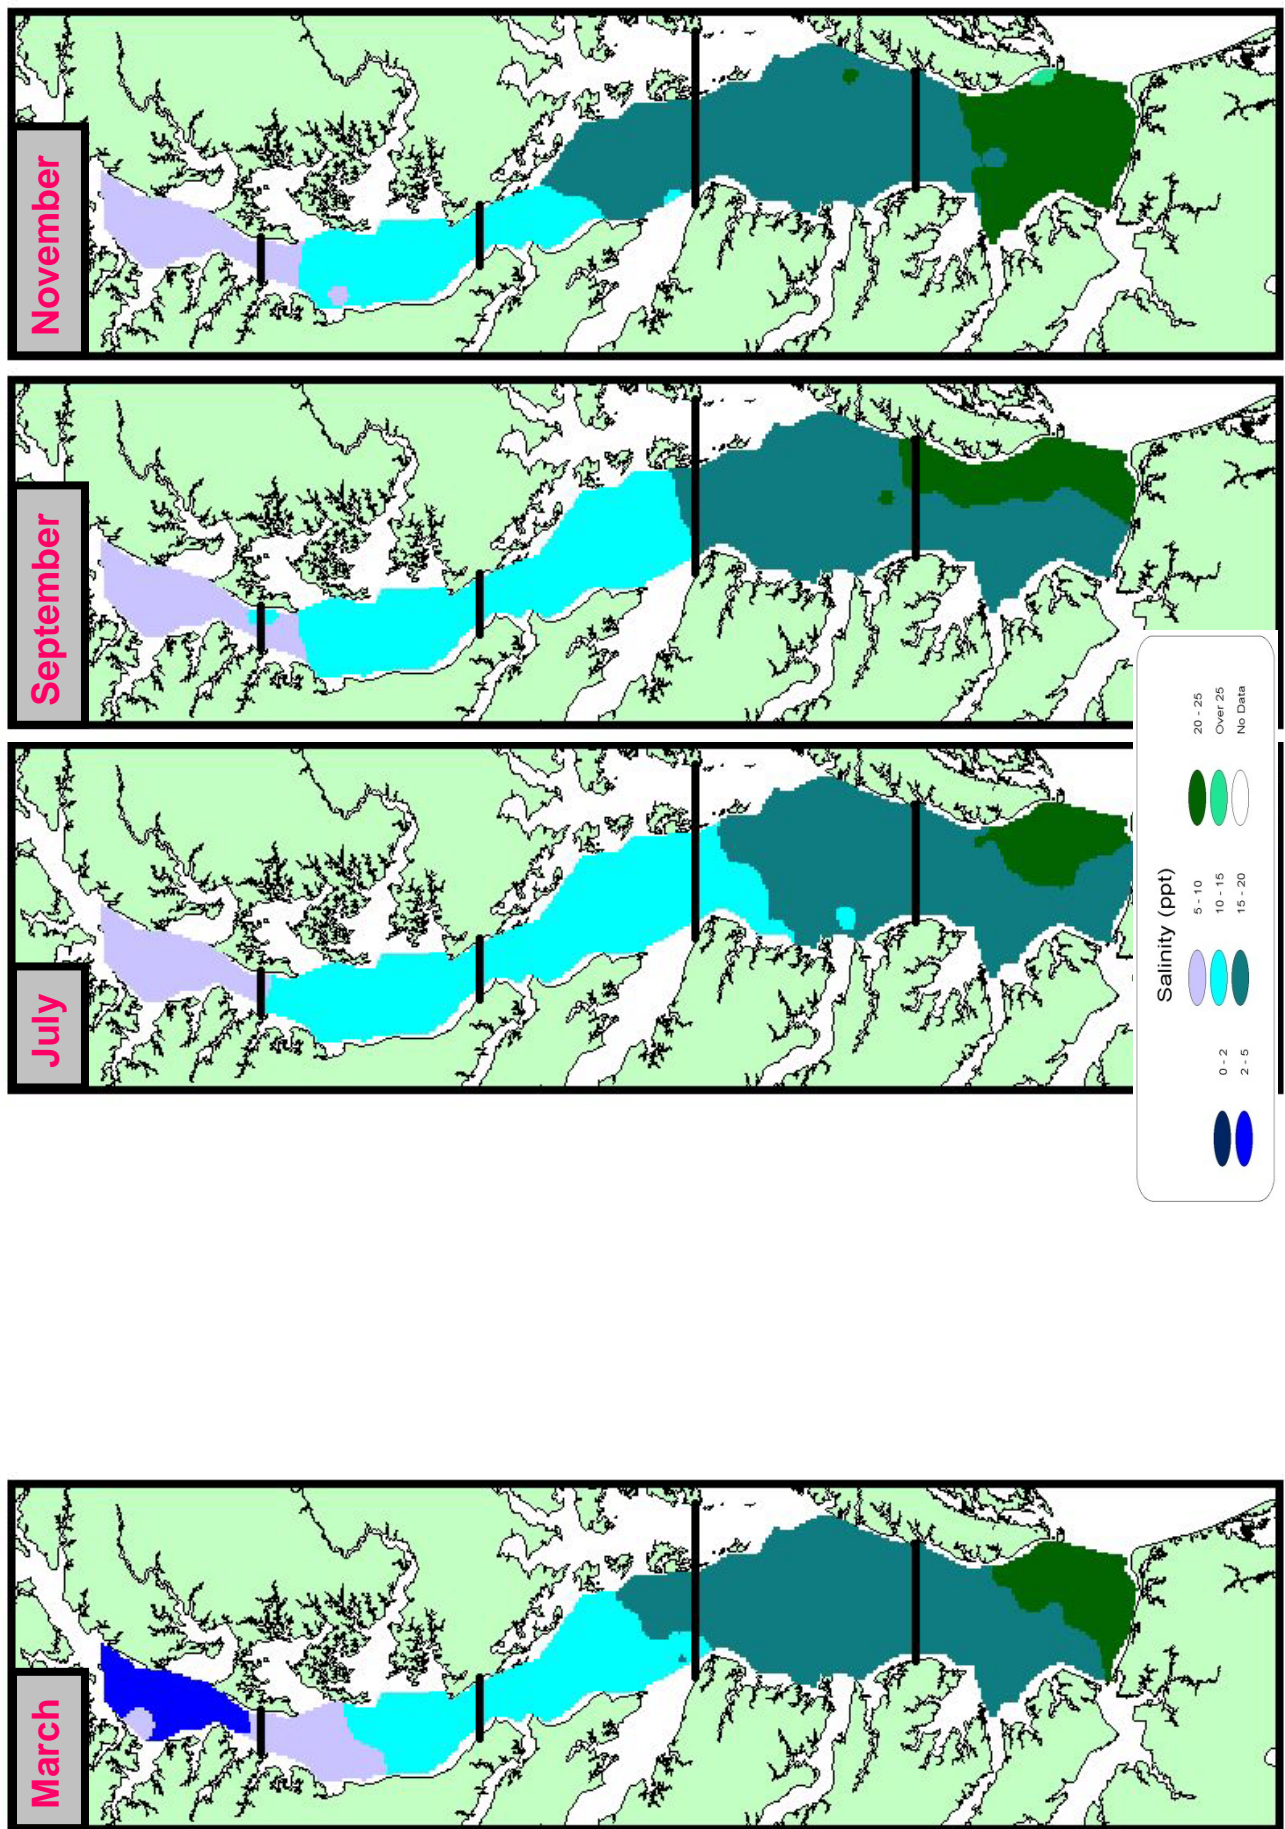 March
July
September
November
Salinity (ppt)
0 - 2
2 - 5
5 - 10
10 - 15
15 - 20
20 - 25
Over 25
No Data